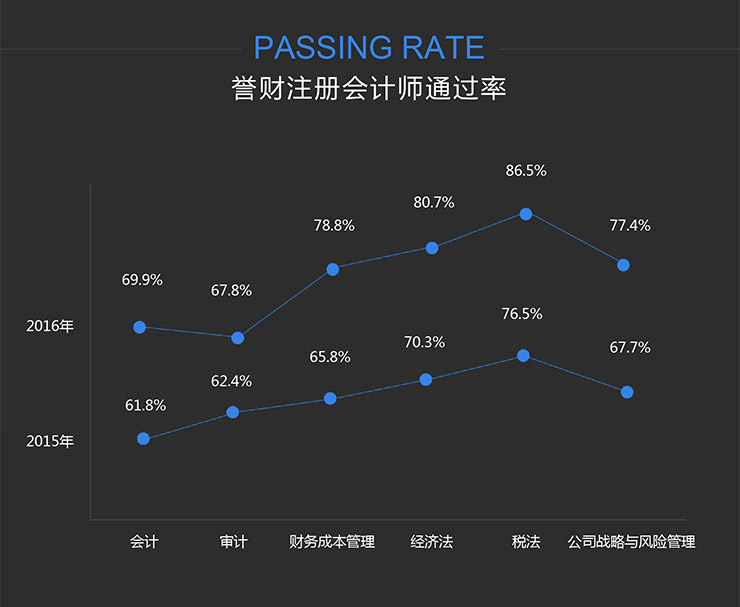 PASSING RATE
誉财注册会计师通过率
86.5%
80.7%
78.8%
77.4%
69.9%
67.8%
2016年
76.5%
70.3%
67.7%
65.8%
62.4%
61.8%
2015年
会计 审计 财务成本管理 经济法 税法 公司战略与风险管理